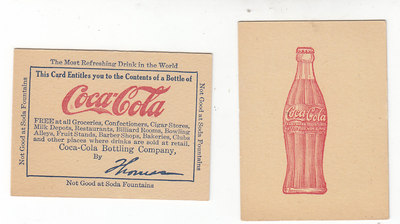 The Most Refreshing Drink in the World
This Card Entitles you to the Contents of a Bottle of
Coca-Cola
FREE at all Groceries, Confectioners, Cigar Stores,
Milk Depots, Restaurants, Billiard Rooms, Bowling
Alleys, Fruit Stands, Barber Shops, Bakeries, Clubs
and other places where drinks are sold at retail.
Coca-Cola Bottling Company,
By Thomas
Not Good at Soda Fountains
Not Good at Soda Fountains
Not Good at Soda Fountains
Coca-Cola